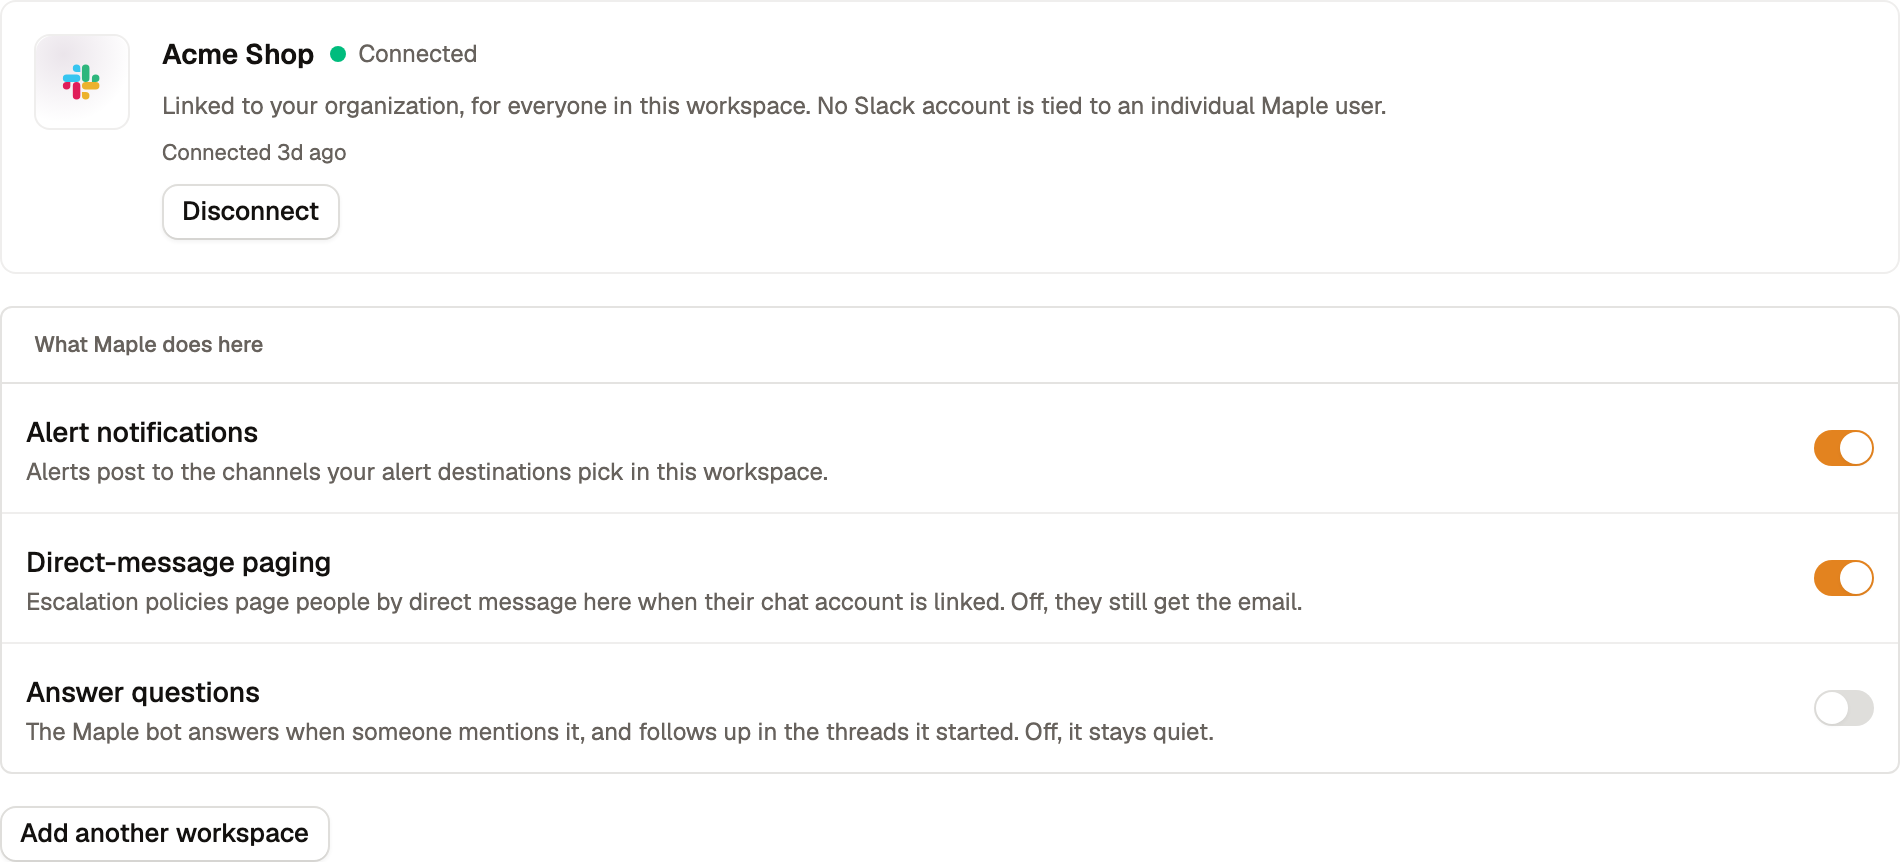 Acme Shop Connected
Linked to your organization, for everyone in this workspace. No Slack account is tied to an individual Maple user.
Connected 3d ago
Disconnect
What Maple does here
Alert notifications
Alerts post to the channels your alert destinations pick in this workspace.
Direct-message paging
Escalation policies page people by direct message here when their chat account is linked. Off, they still get the email.
Answer questions
The Maple bot answers when someone mentions it, and follows up in the threads it started. Off, it stays quiet.
Add another workspace